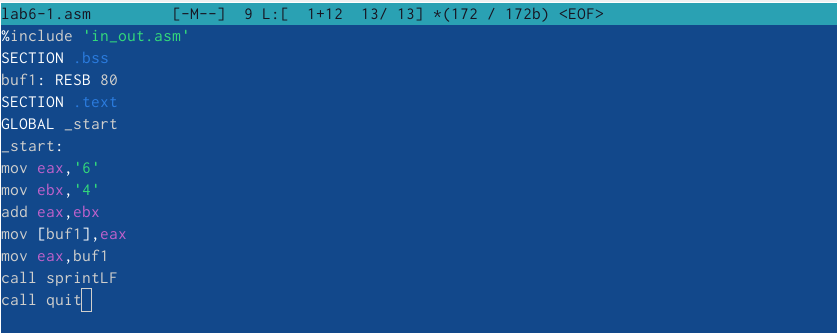 lab6-1.asm [-M--] 9 L:[ 1+12 13/ 13] *(172 / 172b) <EOF>
%include 'in_out.asm'
SECTION .bss
buf1: RESB 80
SECTION .text
GLOBAL _start
_start:
mov eax,'6'
mov ebx,'4'
add eax,ebx
mov [buf1],eax
mov eax,buf1
call sprintLF
call quit